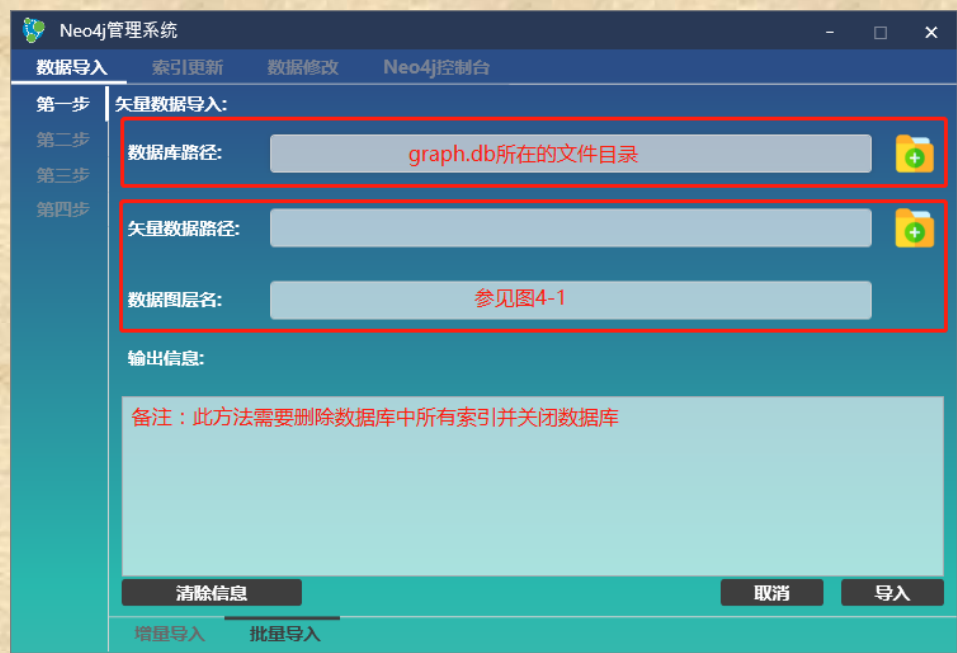 Neo4j管理系统
数据导入 索引更新 数据修改 Neo4j控制台
第一步 矢量数据导入:
第二步
数据库路径: graph.db所在的文件目录
第三步
第四步
矢量数据路径:
数据图层名: 参见图4-1
输出信息:
备注：此方法需要删除数据库中所有索引并关闭数据库
清除信息 取消 导入
增量导入 批量导入